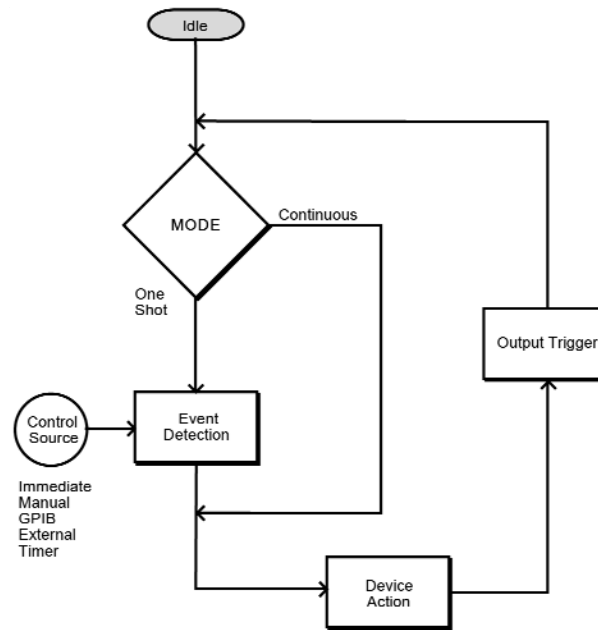 Idle
MODE
Continuous
One
Shot
Output Trigger
Control
Source
Event
Detection
Immediate
Manual
GPIB
External
Timer
Device
Action